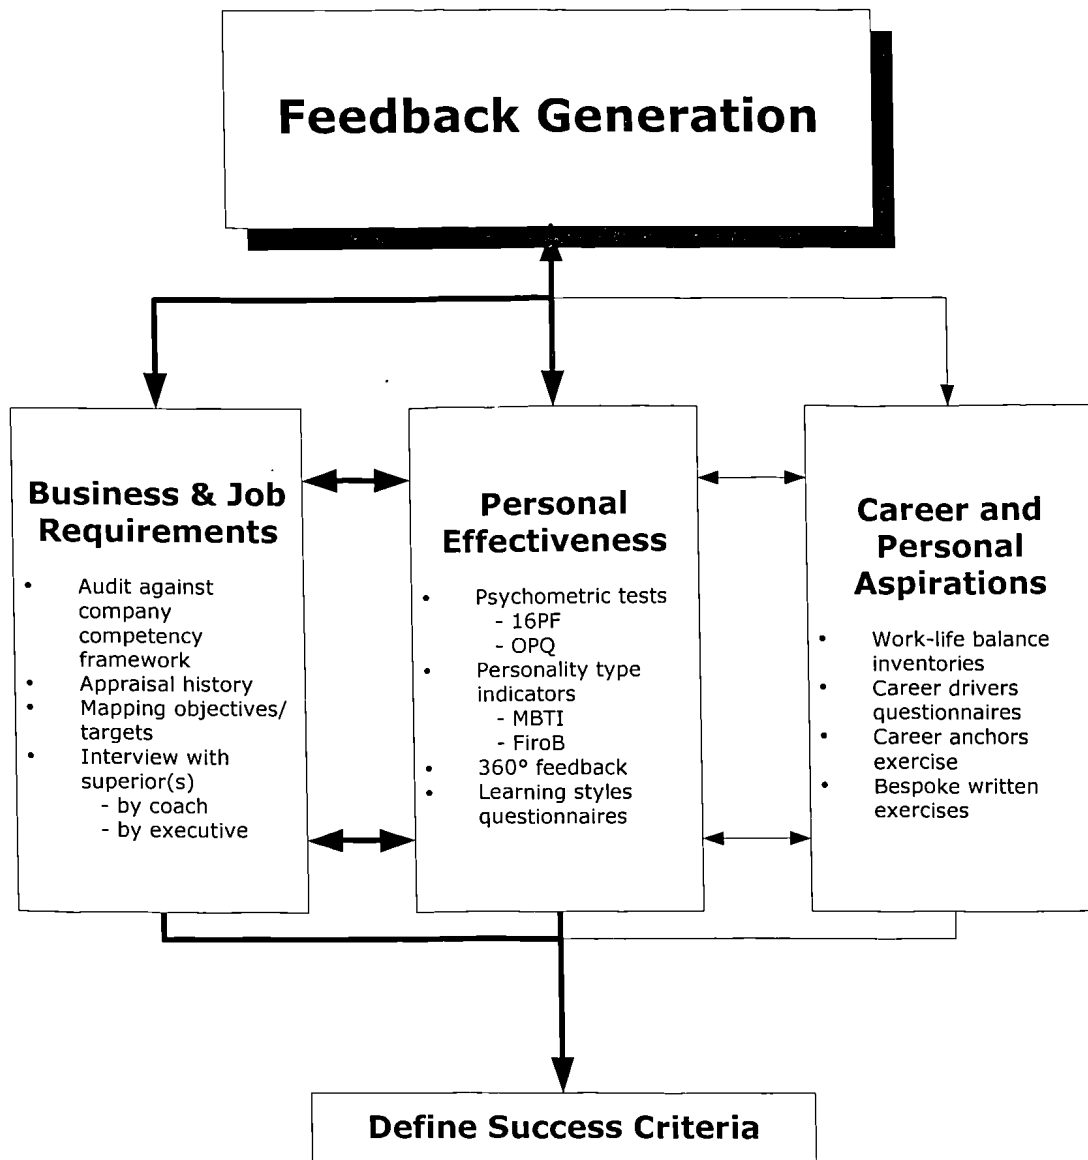 Feedback Generation
Business & Job
Requirements
• Audit against
company
competency
framework
• Appraisal history
• Mapping objectives/
targets
• Interview with
superior(s)
- by coach
- by executive
Personal
Effectiveness
• Psychometric tests
- 16PF
- OPQ
• Personality type
indicators
- MBTI
- FiroB
• 360° feedback
• Learning styles
questionnaires
Career and
Personal
Aspirations
• Work-life balance
inventories
• Career drivers
questionnaires
• Career anchors
exercise
• Bespoke written
exercises
Define Success Criteria